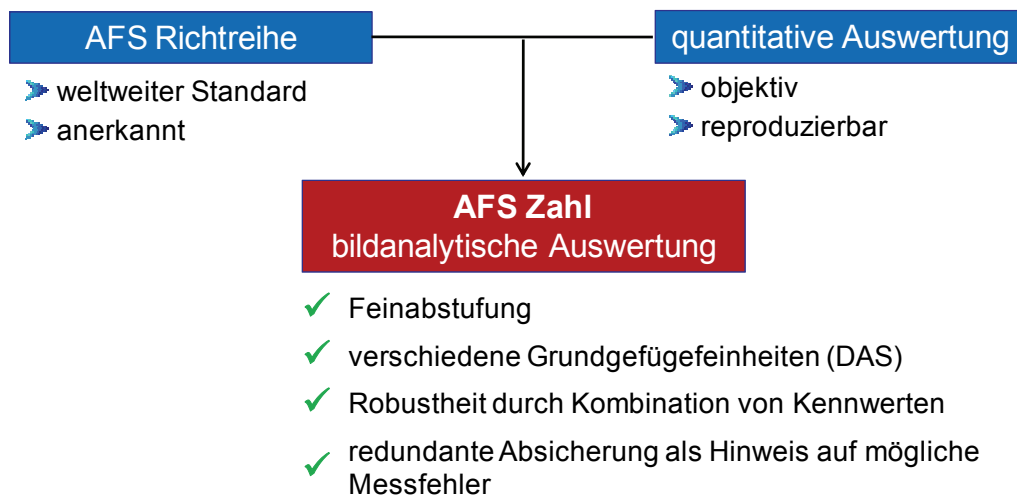 AFS Richtreihe
quantitative Auswertung
weltweiter Standard
anerkannt
objektiv
reproduzierbar
AFS Zahl
bildanalytische Auswertung
Feinabstufung
verschiedene Grundgefügefeinheiten (DAS)
Robustheit durch Kombination von Kennwerten
redundante Absicherung als Hinweis auf mögliche
Messfehler